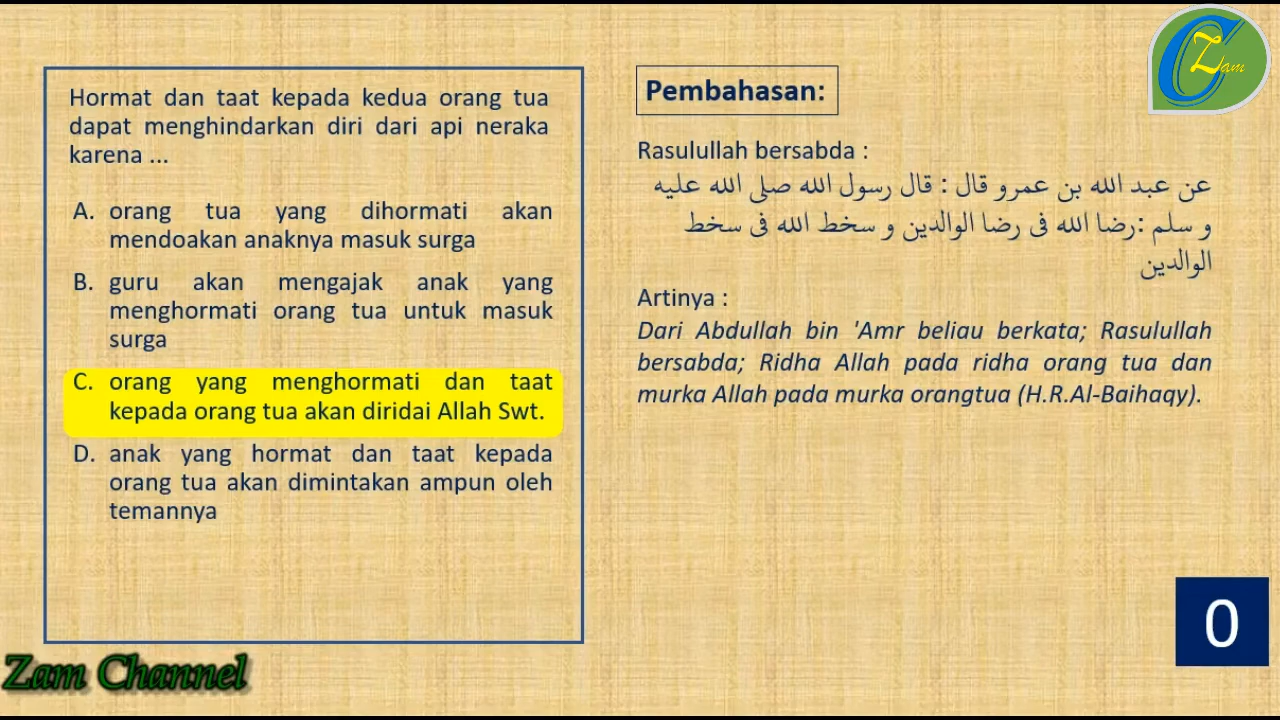 Hormat dan taat kepada kedua orang tua
dapat menghindarkan diri dari api neraka
karena ...
A. orang tua yang dihormati akan
mendoakan anaknya masuk surga
B. guru akan mengajak anak yang
menghormati orang tua untuk masuk
surga
C. orang yang menghormati dan taat
kepada orang tua akan diridai Allah Swt.
D. anak yang hormat dan taat kepada
orang tua akan dimintakan ampun oleh
temannya
Pembahasan:
Rasulullah bersabda :
عن عبد الله بن عمرو قال : قال رسول الله صلى الله عليه
و سلم :رضا الله فى رضا الوالدين و سخط الله فى سخط
الوالدين
Artinya :
Dari Abdullah bin 'Amr beliau berkata; Rasulullah
bersabda; Ridha Allah pada ridha orang tua dan
murka Allah pada murka orangtua (H.R.Al-Baihaqy).
0
Zam Channel
C Zam